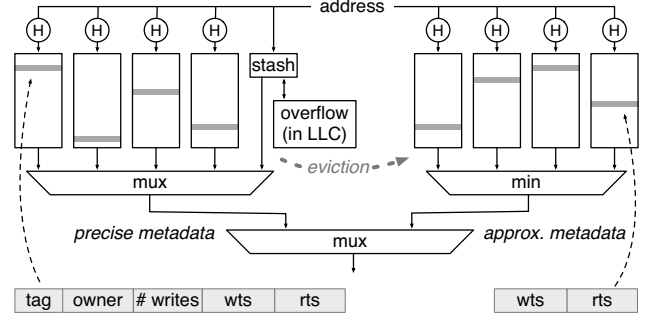 address
H H H H H H H H
stash
overflow
(in LLC)
eviction
mux
min
precise metadata
mux
approx. metadata
tag owner # writes wts rts
wts rts